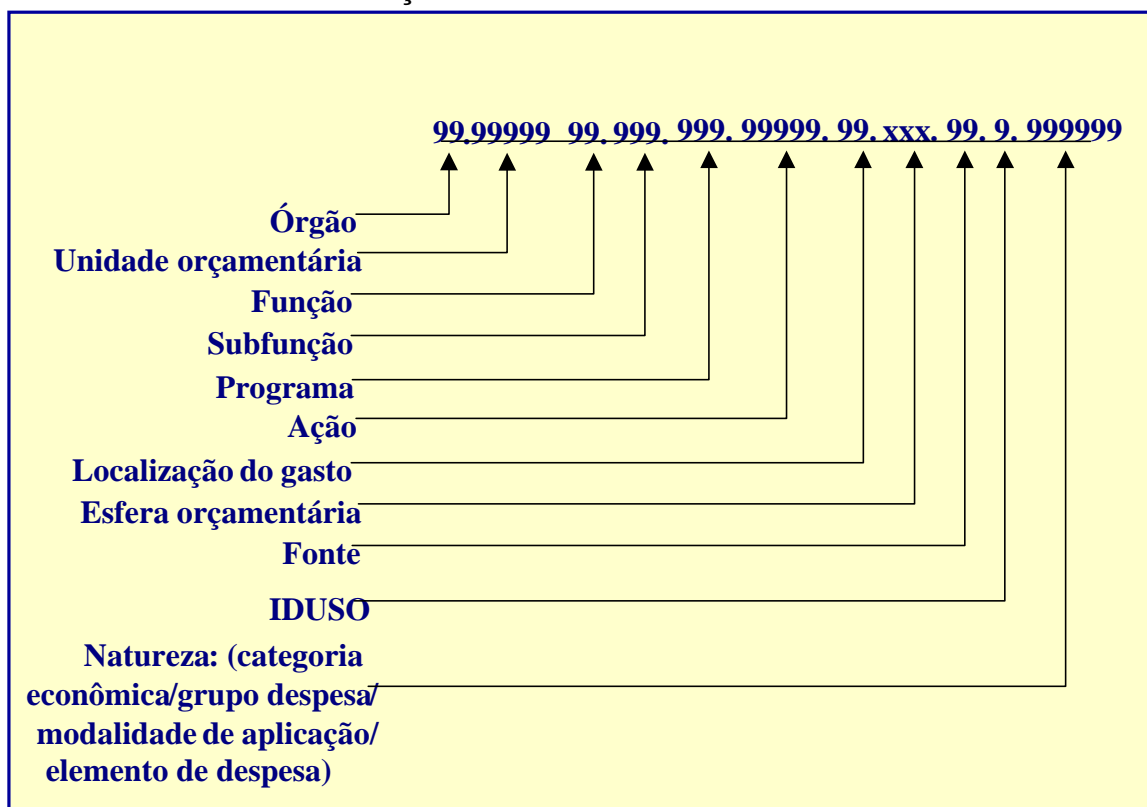 99.99999 99. 999. 999. 99999. 99. xxx. 99. 9. 999999
Órgão
Unidade orçamentária
Função
Subfunção
Programa
Ação
Localização do gasto
Esfera orçamentária
Fonte
IDUSO
Natureza: (categoria
econômica/grupo despesa/
modalidade de aplicação/
elemento de despesa)